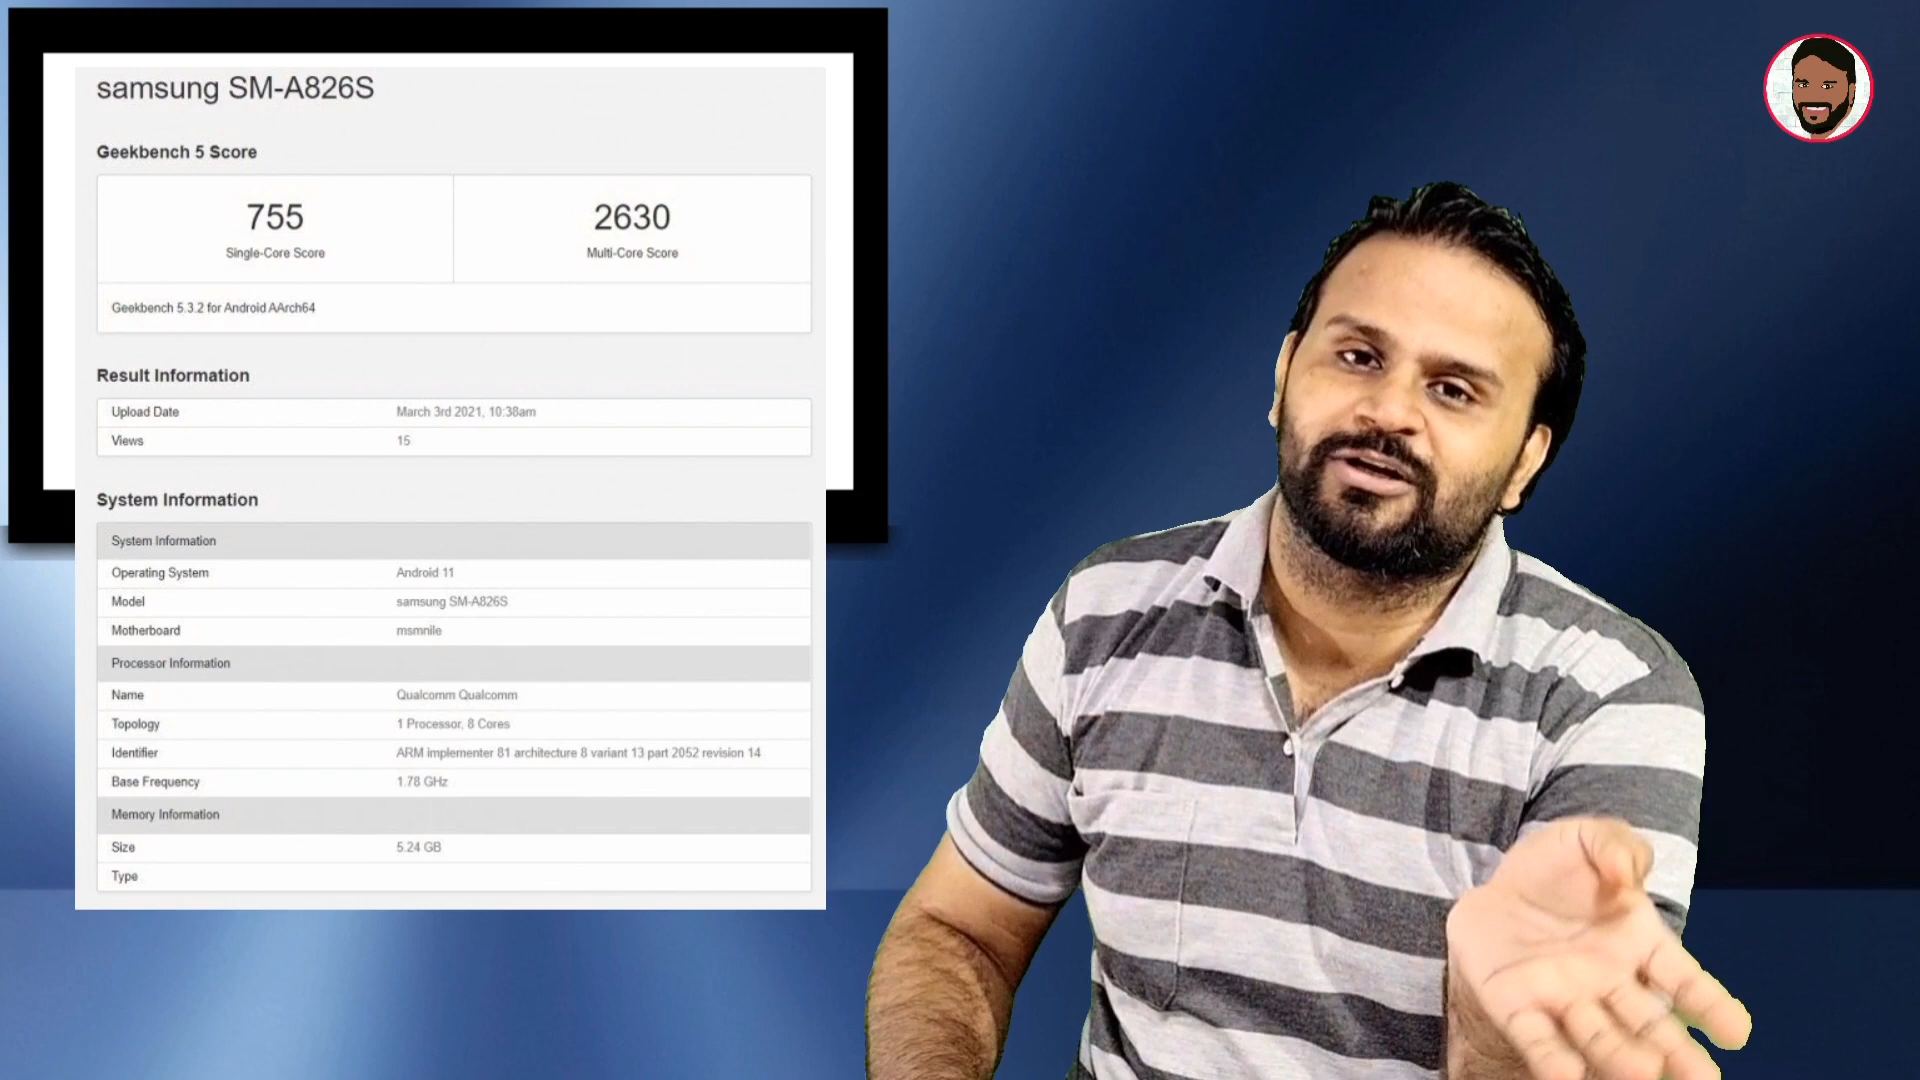 samsung SM-A826S
Geekbench 5 Score
755
Single-Core Score
2630
Multi-Core Score
Geekbench 5.3.2 for Android AArch64
Result Information
Upload Date March 3rd 2021, 10:38am
Views 15
System Information
System Information
Operating System Android 11
Model samsung SM-A826S
Motherboard msmnile
Processor Information
Name Qualcomm Qualcomm
Topology 1 Processor, 8 Cores
Identifier ARM implementer 81 architecture 8 variant 13 part 2052 revision 14
Base Frequency 1.78 GHz
Memory Information
Size 5.24 GB
Type